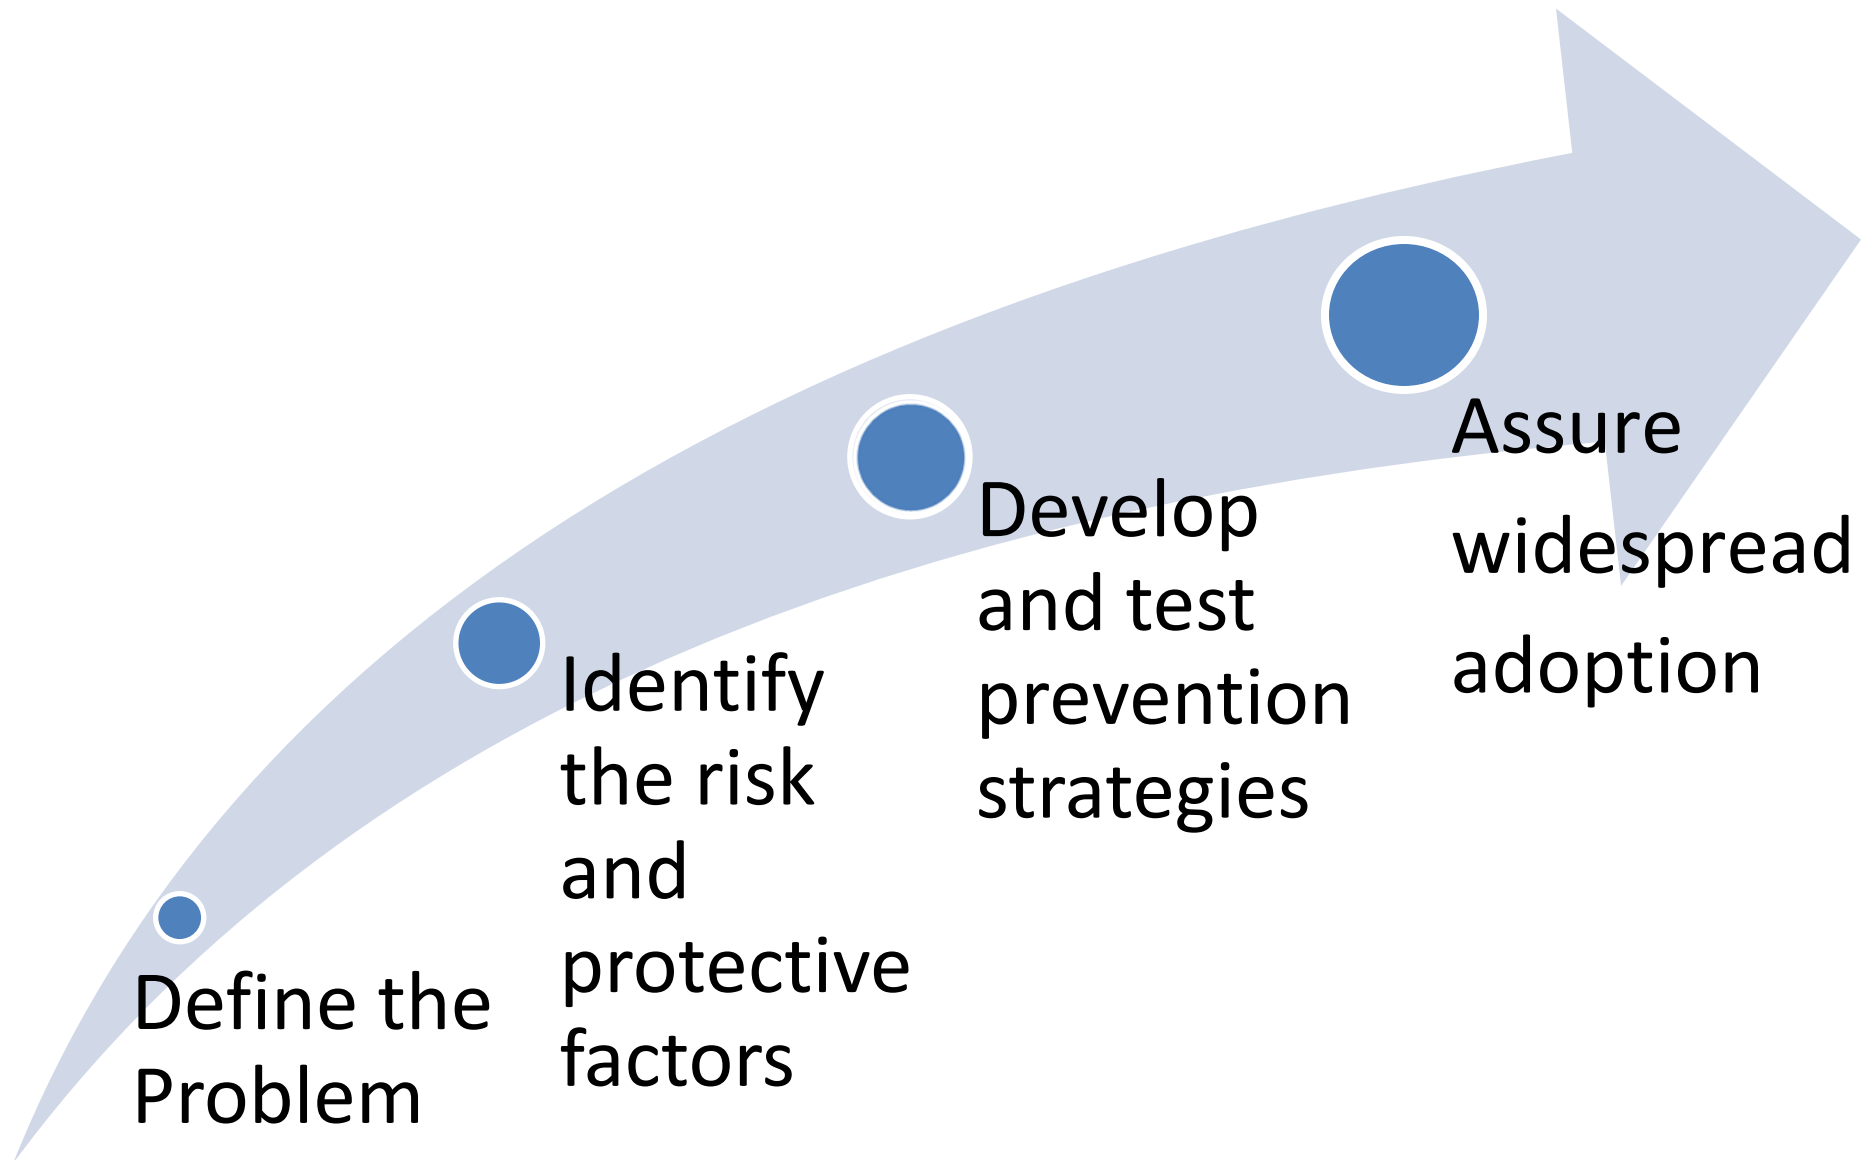 Define the
Problem
Identify
the risk
and
protective
factors
Develop
and test
prevention
strategies
Assure
widespread
adoption